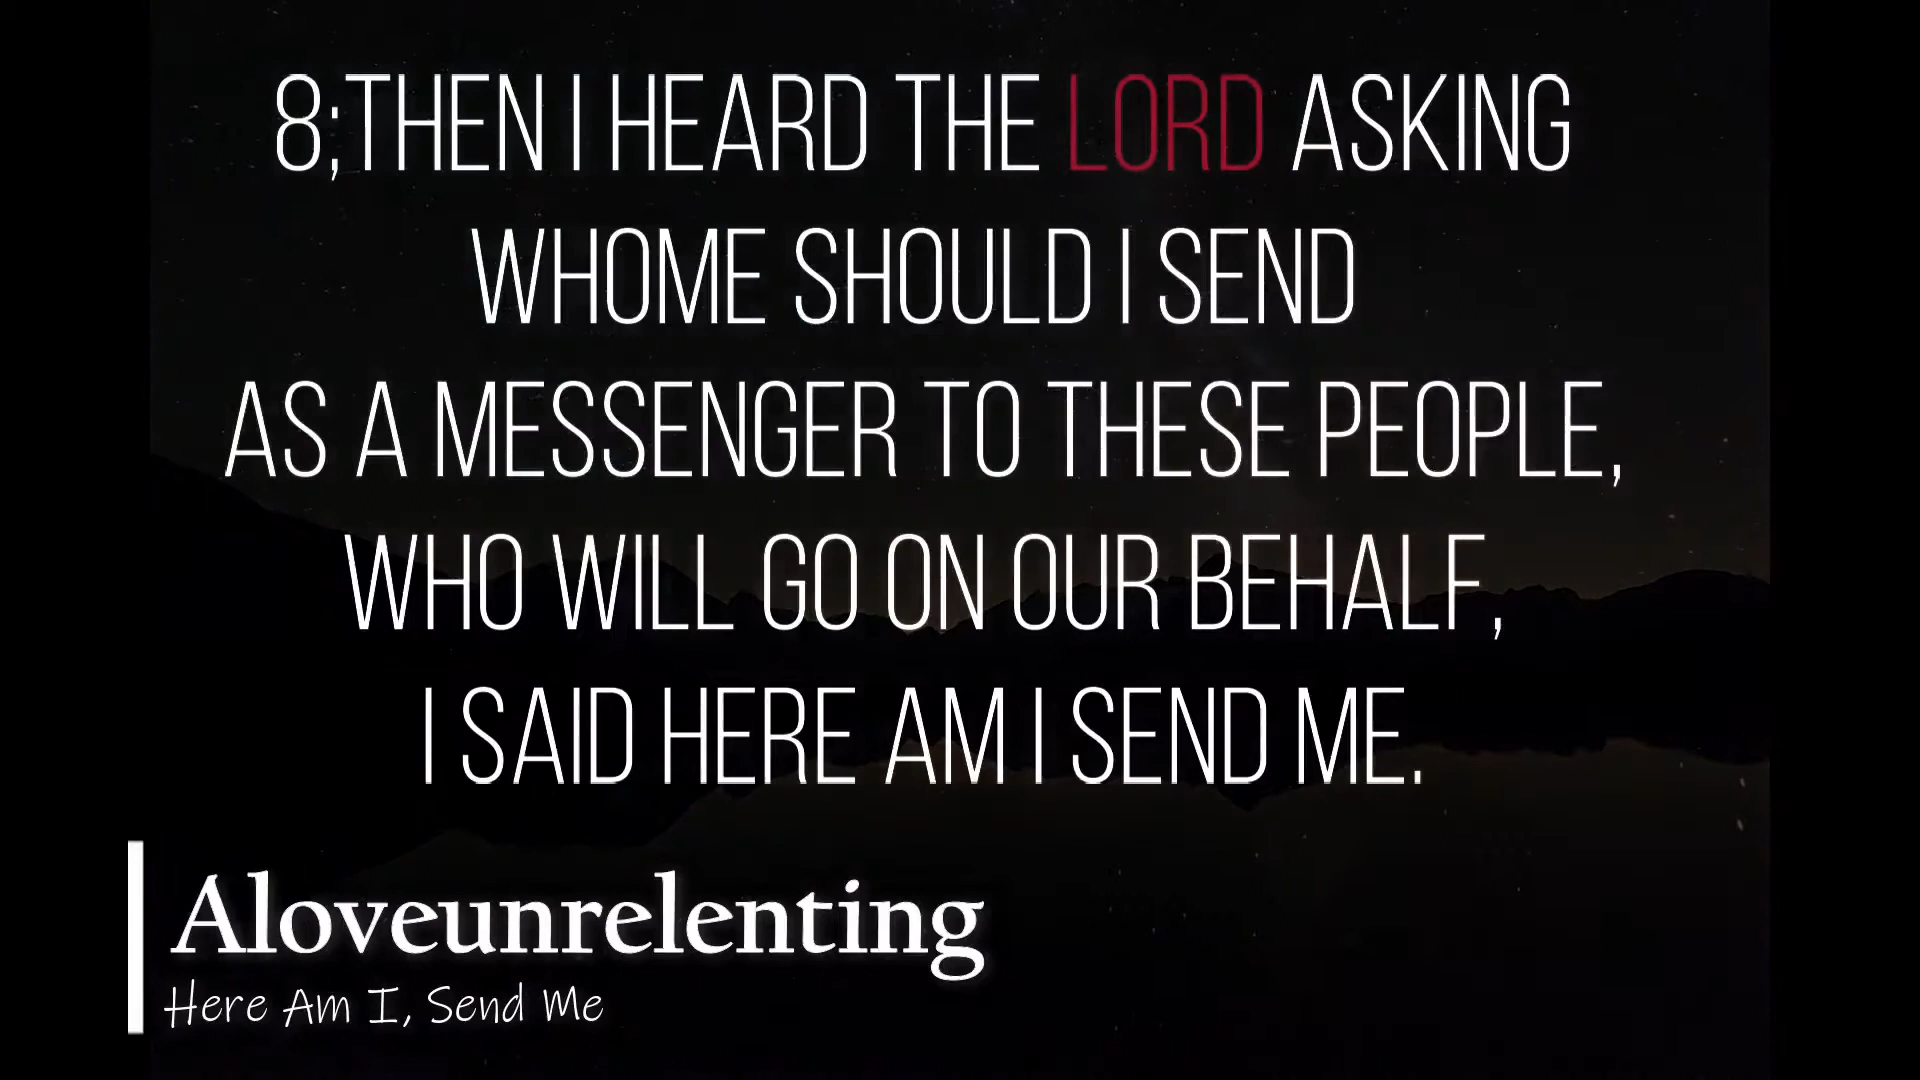 8;THEN I HEARD THE LORD ASKING
WHOME SHOULD I SEND
AS A MESSENGER TO THESE PEOPLE,
WHO WILL GO ON OUR BEHALF,
I SAID HERE AM I SEND ME.
Aloveunrelenting
Here Am I, Send Me